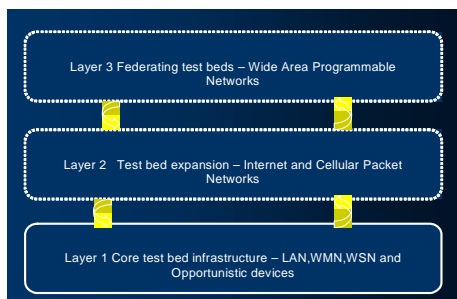 Layer 3 Federating test beds – Wide Area Programmable
Networks
Layer 2 Test bed expansion – Internet and Cellular Packet
Networks
Layer 1 Core test bed infrastructure – LAN,WMN,WSN and
Opportunistic devices